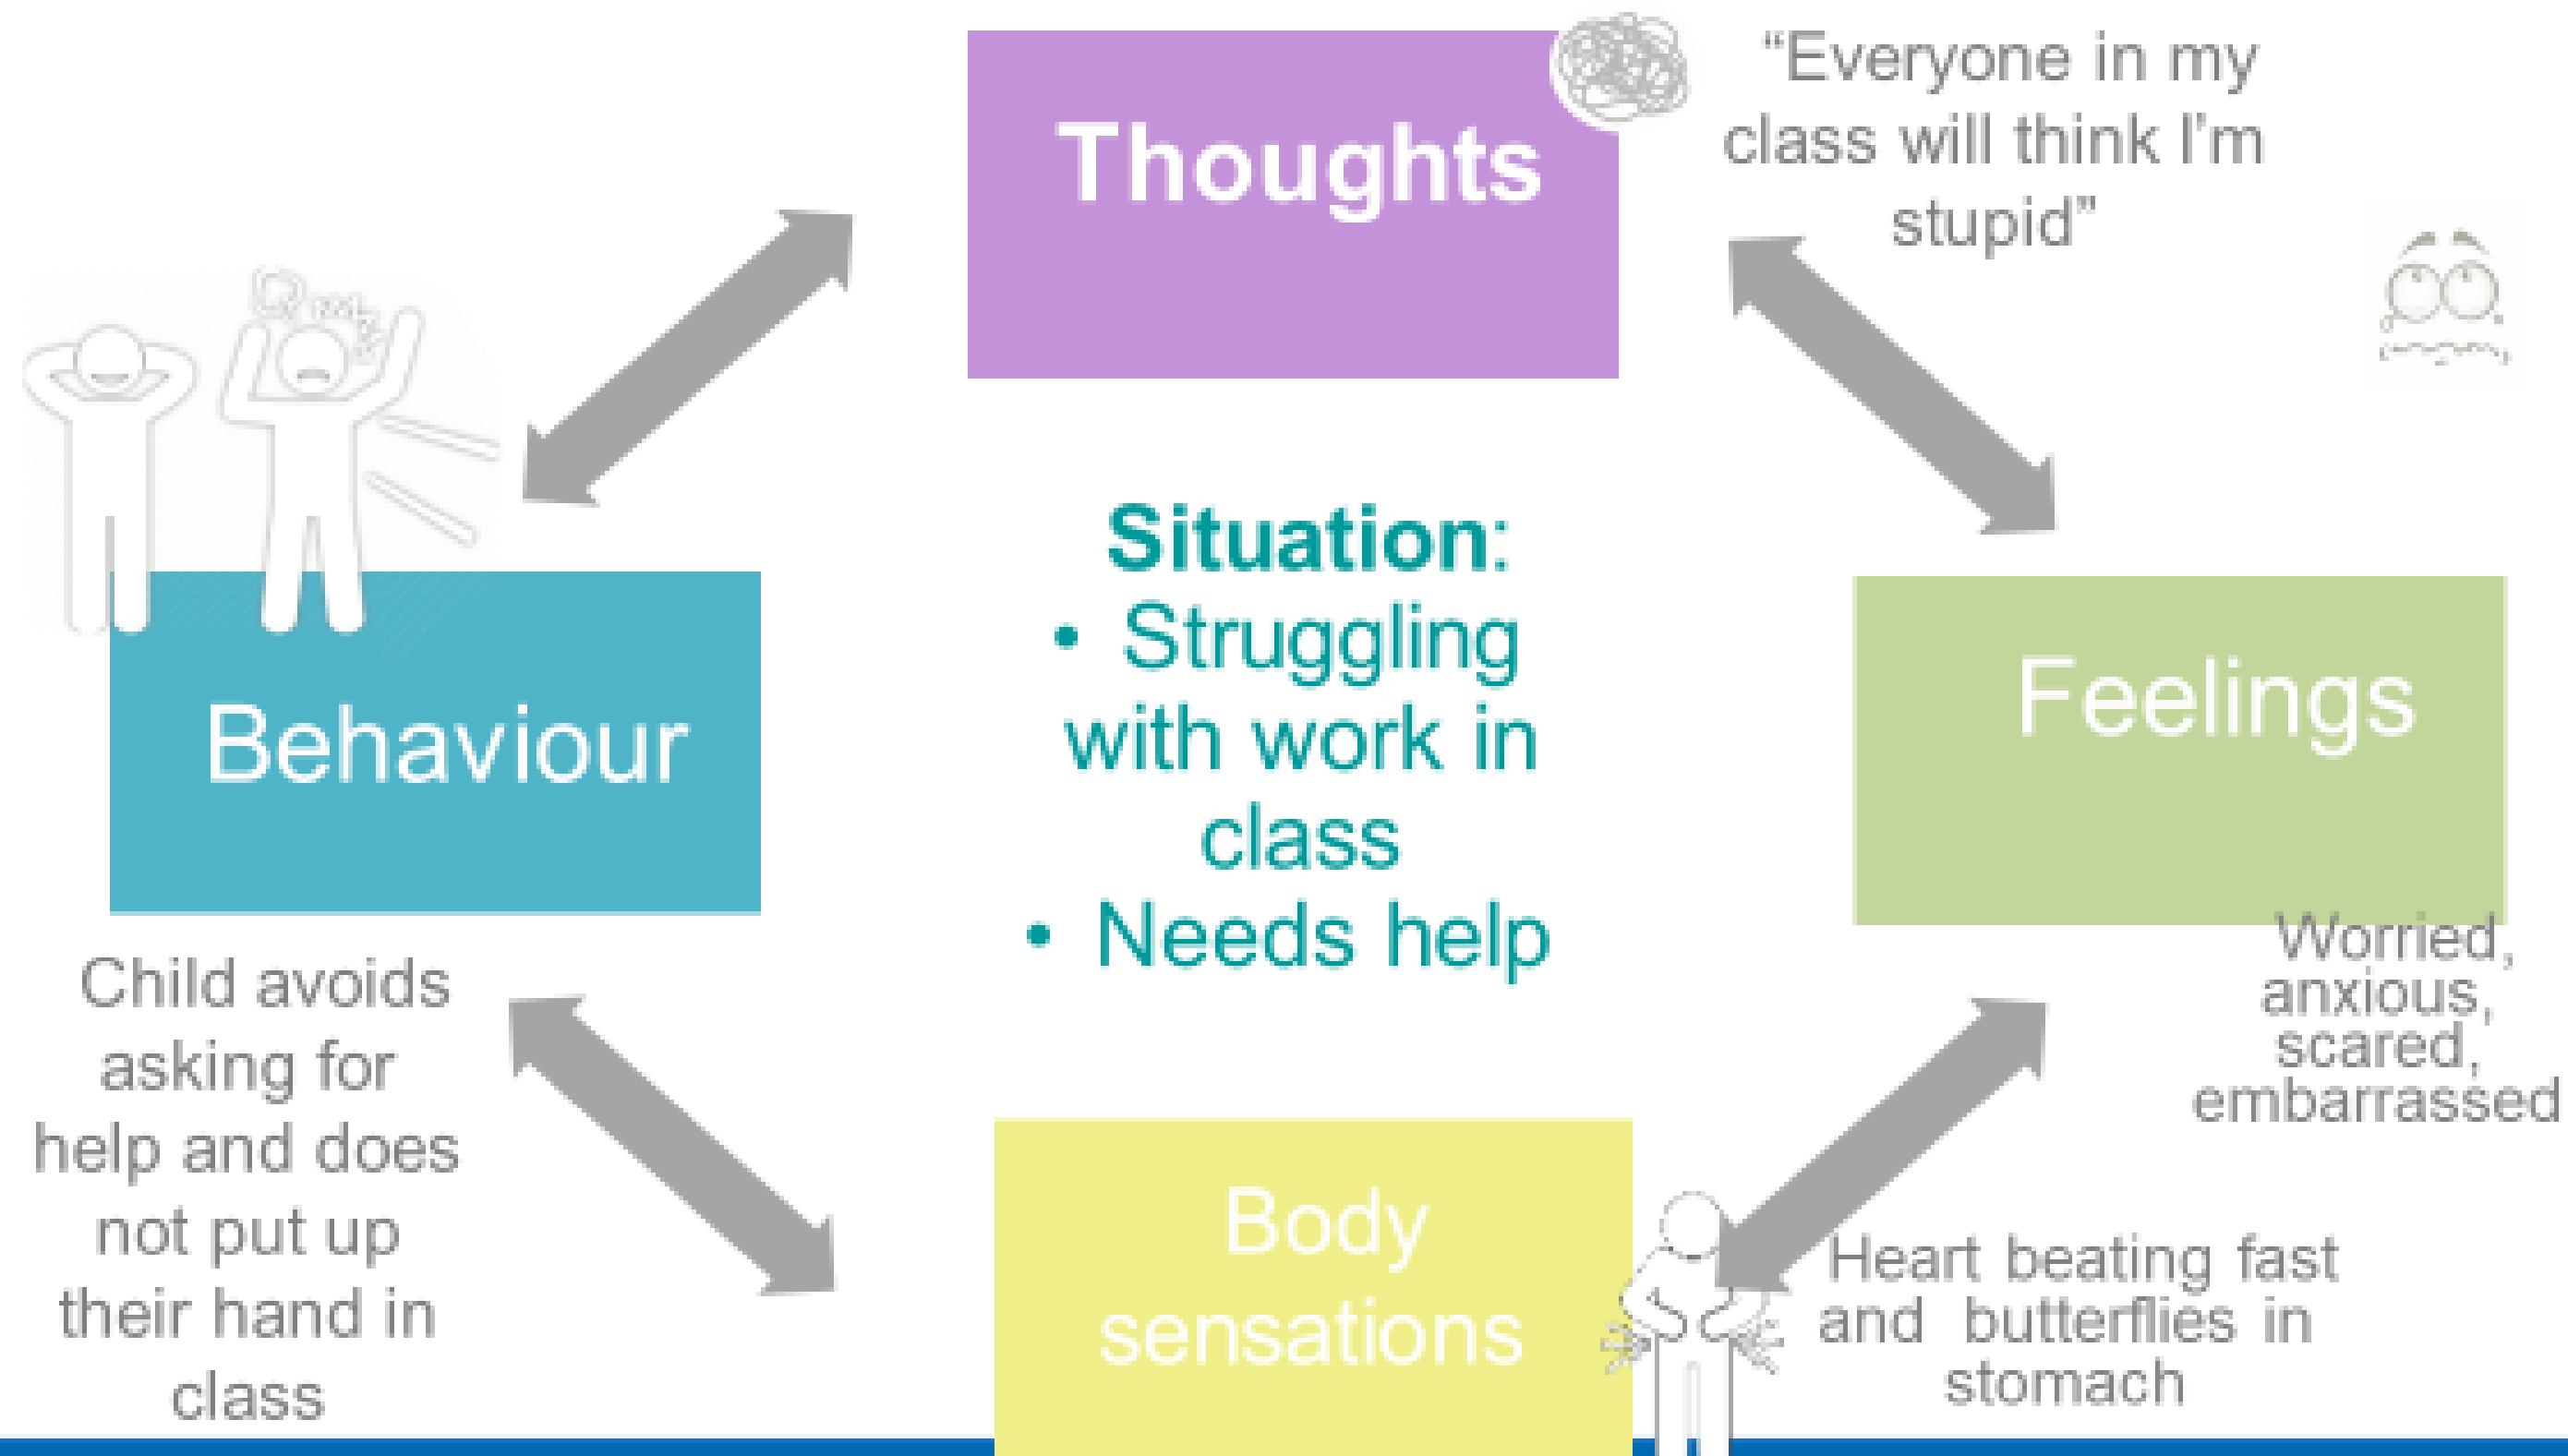 Thoughts
“Everyone in my
class will think I’m
stupid”
Situation:
• Struggling
with work in
class
• Needs help
Behaviour
Child avoids
asking for
help and does
not put up
their hand in
class
Feelings
Worried,
anxious,
scared,
embarrassed
Body
sensations
Heart beating fast
and butterflies in
stomach